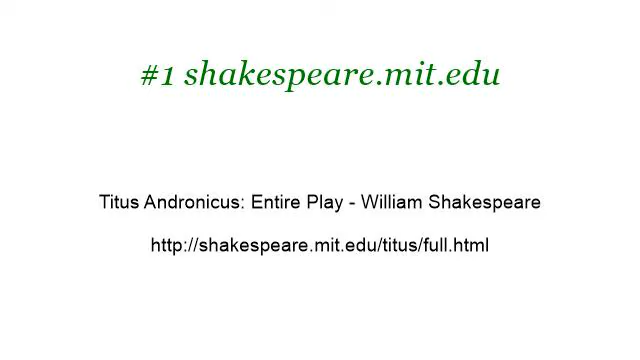 #1 shakespeare.mit.edu
Titus Andronicus: Entire Play - William Shakespeare
http://shakespeare.mit.edu/titus/full.html